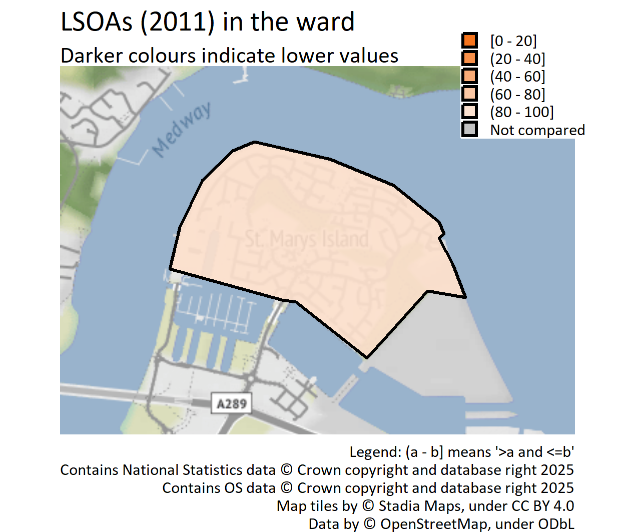 LSOAs (2011) in the ward
Darker colours indicate lower values
[0 - 20]
(20 - 40]
(40 - 60]
(60 - 80]
(80 - 100]
Not compared
Medway
St. Marys Island
A289
Legend: (a - b] means '>a and <=b'
Contains National Statistics data © Crown copyright and database right 2025
Contains OS data © Crown copyright and database right 2025
Map tiles by © Stadia Maps, under CC BY 4.0
Data by © OpenStreetMap, under ODbL